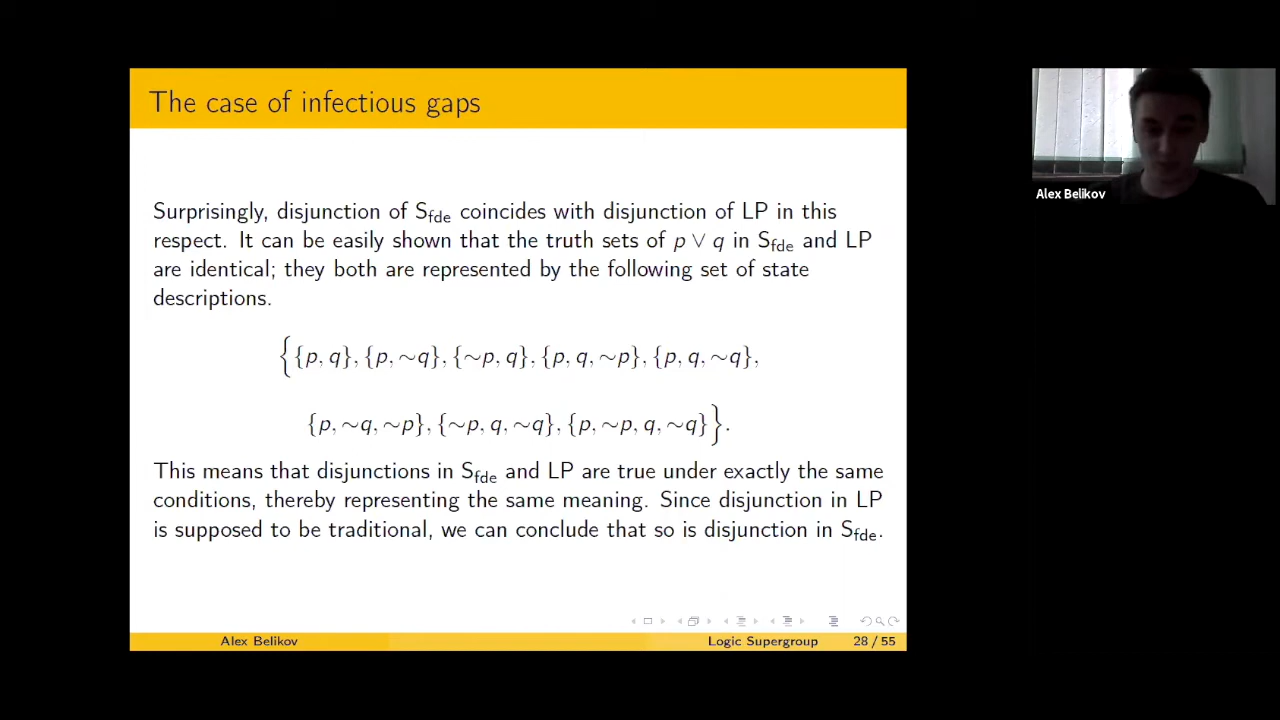 The case of infectious gaps
Surprisingly, disjunction of S_fde coincides with disjunction of LP in this
respect. It can be easily shown that the truth sets of p ∨ q in S_fde and LP
are identical; they both are represented by the following set of state
descriptions.
{{p, q}, {p, ∼q}, {∼p, q}, {p, q, ∼p}, {p, q, ∼q},
{p, ∼q, ∼p}, {∼p, q, ∼q}, {p, ∼p, q, ∼q}}.
This means that disjunctions in S_fde and LP are true under exactly the same
conditions, thereby representing the same meaning. Since disjunction in LP
is supposed to be traditional, we can conclude that so is disjunction in S_fde.
Alex Belikov
Logic Supergroup
28 / 55
Alex Belikov